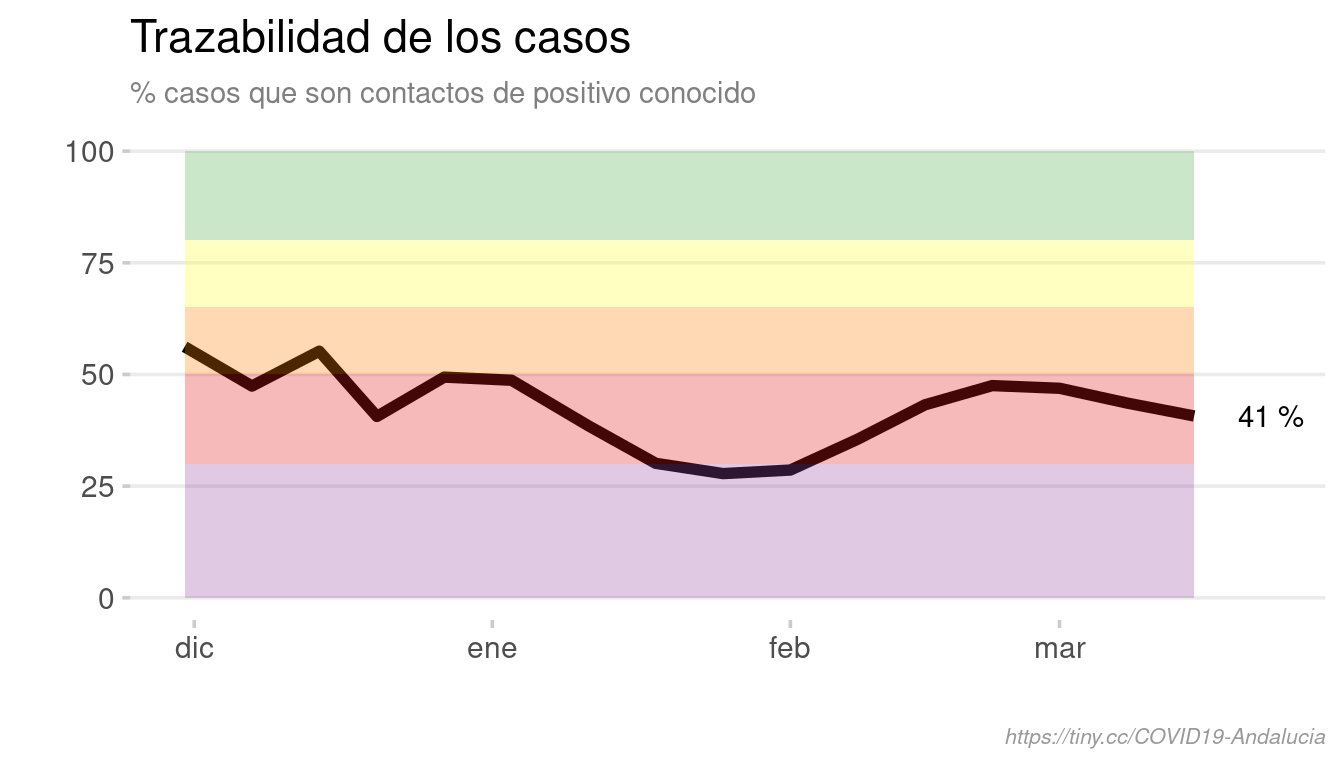 Trazabilidad de los casos
% casos que son contactos de positivo conocido
100
75
50
25
0
41 %
dic ene feb mar
https://tiny.cc/COVID19-Andalucia